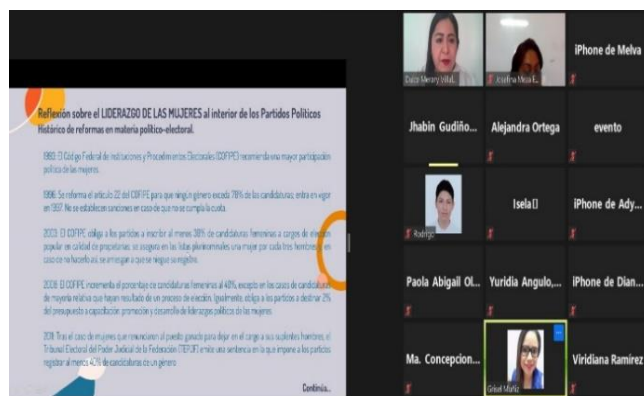 Reflexión sobre el LIDERAZGO DE LAS MUJERES al interior de los Partidos Políticos
Histórico de reformas en materia político-electoral.
1993: El Código Federal de Instituciones y Procedimientos Electorales (COFIPE) recomienda una mayor participación
política de las mujeres.
1996: Se reforma el artículo 22 del COFIPE para que ningún género exceda 70% de las candidaturas; entra en vigor
en 1997. No se establecen sanciones en caso de que no se cumpla la cuota.
2003: El COFIPE obliga a los partidos a inscribir al menos 30% de candidaturas femeninas a cargos de elección
popular en calidad de propietarias; se asegura en las listas plurinominales una mujer por cada tres hombres y en
caso de no hacerlo así, se arriesgan a que se niegue su registro.
2008: El COFIPE incrementa el porcentaje de candidaturas femeninas al 40%, excepto en los casos de candidaturas
de mayoría relativa que hayan resultado de un proceso de elección. Igualmente, obliga a los partidos a destinar 2%
del presupuesto a capacitación, promoción y desarrollo de liderazgos políticos de las mujeres.
2011: Tras el caso de mujeres que renunciaron al puesto ganado para dejar en el cargo a sus suplentes hombres, el
Tribunal Electoral del Poder Judicial de la Federación (TEPJF) emite una sentencia en la que impone a los partidos
registrar al menos 40% de candidaturas de un género
Continúa...
Dulce Merary
Josefina Meza E...
iPhone de Melva
Jhabin Gudiño...
Alejandra Ortega
evento
Rodrigo
Isela
iPhone de Ady...
Paola Abigail Ol...
Yuridia Angulo,...
iPhone de Dian...
Ma. Concepcion...
Grisel Muñiz
Viridiana Ramirez